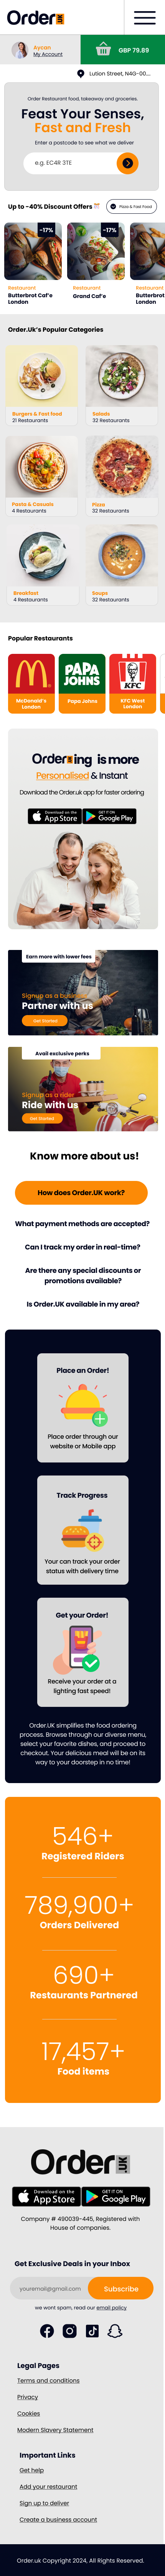 Order UK
Ayoan
My Account
GBP 79.89
Lution Street, N4G-00....
Order Restaurant food, takeaway and groceries.
Feast Your Senses,
Fast and Fresh
Enter a postcode to see what we deliver
e.g. EC4R 3TE
Up to -40% Discount Offers
Pizza & Fast Food
-17%
-17%
Restaurant
Butterbrot Caf'e
London
Restaurant
Grand Caf'e
Restaurant
Butterbrot
London
Order.Uk's Popular Categories
Burgers & Fast food
21 Restaurants
Salads
32 Restaurants
Pasta & Casuals
4 Restaurants
Pizza
32 Restaurants
Breakfast
4 Restaurants
Soups
32 Restaurants
Popular Restaurants
PAPA
JOHNS
KFC
McDonald's
London
Papa Johns
KFC West
London
Ordering is more
Personalised & Instant
Download the Order.uk app for faster ordering
Download on the
App Store
GET IT ON
Google Play
Earn more with lower fees
Signup as a business
Partner with us
Get Started
Avail exclusive perks
Signup as a rider
Ride with us
Get Started
Know more about us!
How does Order.UK work?
What payment methods are accepted?
Can I track my order in real-time?
Are there any special discounts or
promotions available?
Is Order.UK available in my area?
Place an Order!
Place order through our
website or Mobile app
Track Progress
Your can track your order
status with delivery time
Get your Order!
Receive your order at a
lighting fast speed!
Order.UK simplifies the food ordering
process. Browse through our diverse menu,
select your favorite dishes, and proceed to
checkout. Your delicious meal will be on its
way to your doorstep in no time!
546+
Registered Riders
789,900+
Orders Delivered
690+
Restaurants Partnered
17,457+
Food items
Order UK
Download on the
App Store
GET IT ON
Google Play
Company # 490039-445, Registered with
House of companies.
Get Exclusive Deals in your Inbox
youremail@gmail.com
Subscribe
we wont spam, read our email policy
Legal Pages
Terms and conditions
Privacy
Cookies
Modern Slavery Statement
Important Links
Get help
Add your restaurant
Sign up to deliver
Create a business account
Order.uk Copyright 2024, All Rights Reserved.